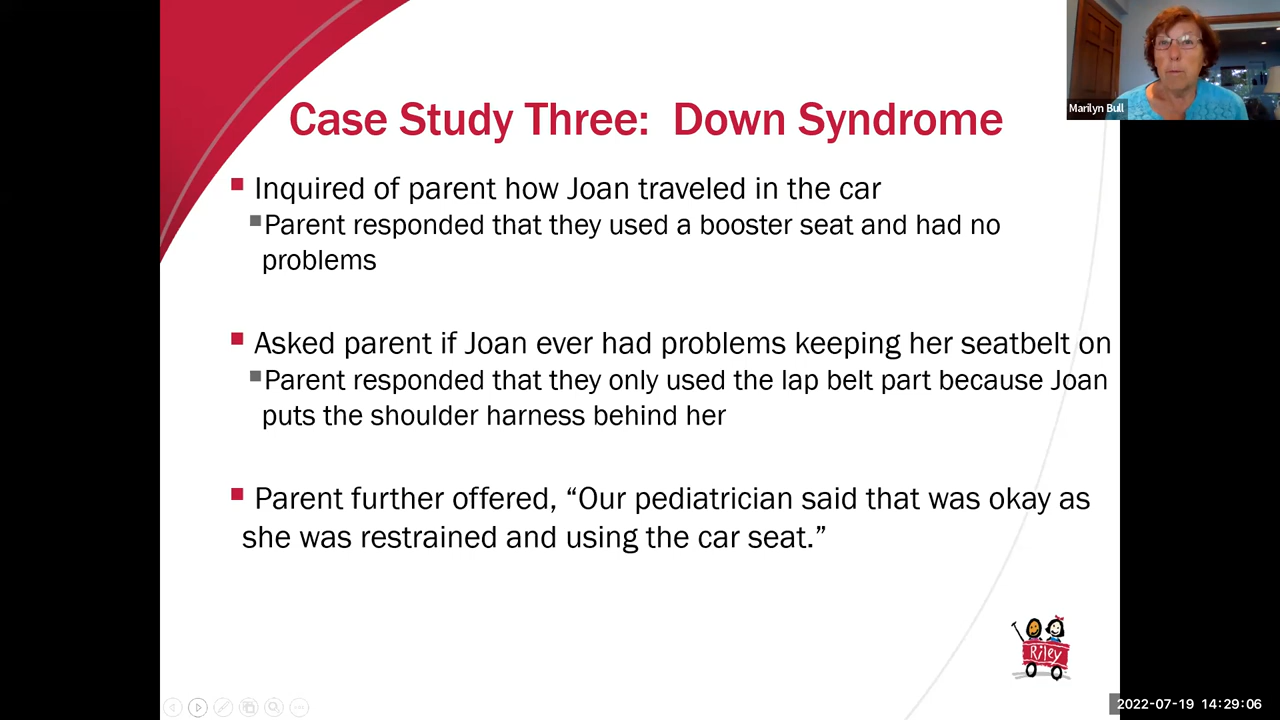 Marilyn Bull
Case Study Three: Down Syndrome
Inquired of parent how Joan traveled in the car
Parent responded that they used a booster seat and had no
problems
Asked parent if Joan ever had problems keeping her seatbelt on
Parent responded that they only used the lap belt part because Joan
puts the shoulder harness behind her
Parent further offered, “Our pediatrician said that was okay as
she was restrained and using the car seat.”
Riley
2022-07-19 14:29:06